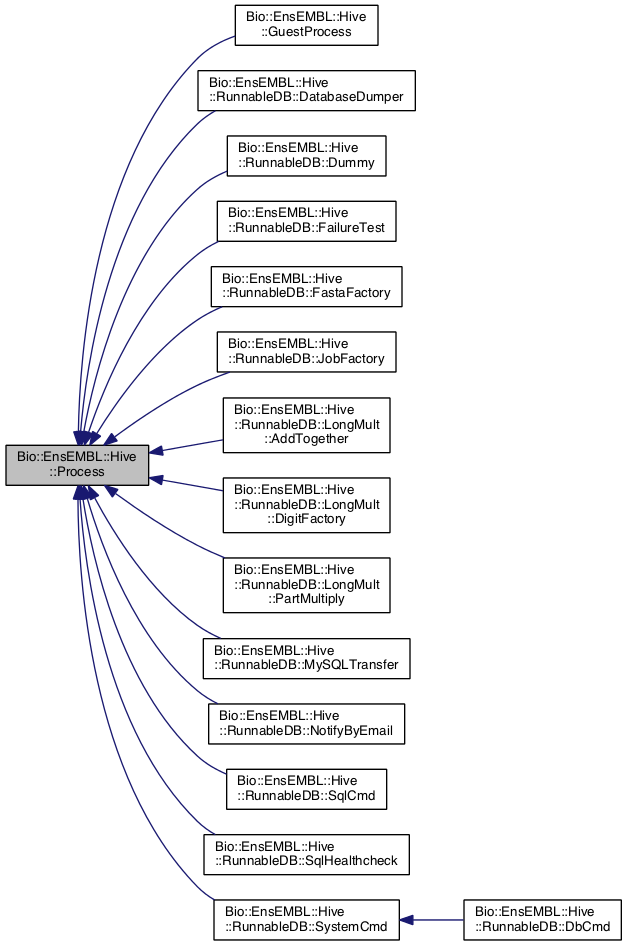 Bio::EnsEMBL::Hive
::GuestProcess
Bio::EnsEMBL::Hive
::RunnableDB::DatabaseDumper
Bio::EnsEMBL::Hive
::RunnableDB::Dummy
Bio::EnsEMBL::Hive
::RunnableDB::FailureTest
Bio::EnsEMBL::Hive
::RunnableDB::FastaFactory
Bio::EnsEMBL::Hive
::RunnableDB::JobFactory
Bio::EnsEMBL::Hive
::RunnableDB::LongMult
::AddTogether
Bio::EnsEMBL::Hive
::Process
Bio::EnsEMBL::Hive
::RunnableDB::LongMult
::DigitFactory
Bio::EnsEMBL::Hive
::RunnableDB::LongMult
::PartMultiply
Bio::EnsEMBL::Hive
::RunnableDB::MySQLTransfer
Bio::EnsEMBL::Hive
::RunnableDB::NotifyByEmail
Bio::EnsEMBL::Hive
::RunnableDB::SqlCmd
Bio::EnsEMBL::Hive
::RunnableDB::SqlHealthcheck
Bio::EnsEMBL::Hive
::RunnableDB::SystemCmd
Bio::EnsEMBL::Hive
::RunnableDB::DbCmd